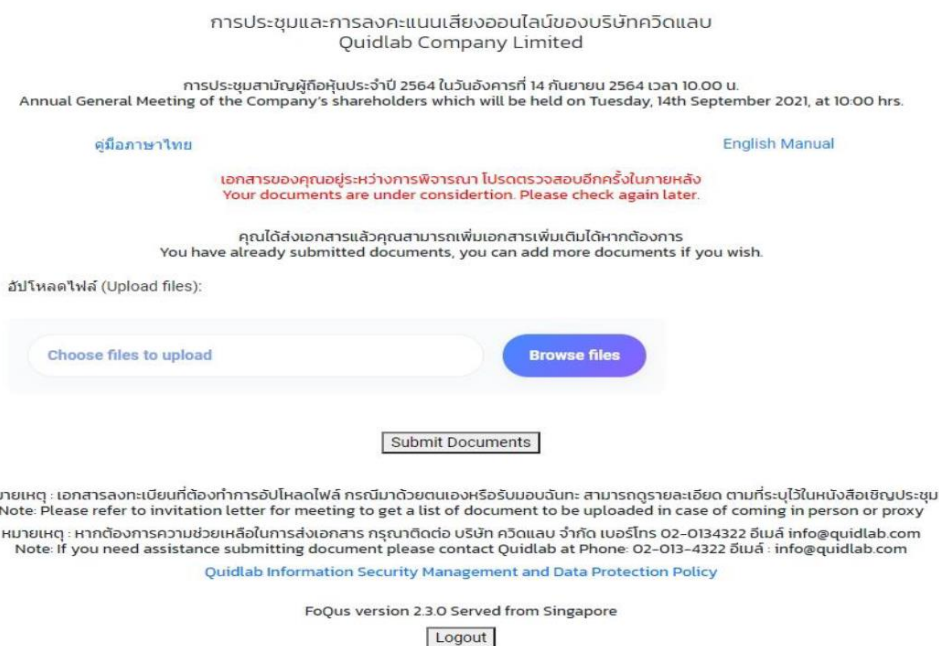 การประชุมและการลงคะแนนเสียงออนไลน์ของบริษัทควิดแลบ
Quidlab Company Limited
การประชุมสามัญผู้ถือหุ้นประจำปี 2564 ในวันอังคารที่ 14 กันยายน 2564 เวลา 10.00 น.
Annual General Meeting of the Company's shareholders which will be held on Tuesday, 14th September 2021, at 10:00 hrs.
คู่มือภาษาไทย
English Manual
เอกสารของคุณอยู่ระหว่างการพิจารณา โปรดตรวจสอบอีกครั้งในภายหลัง
Your documents are under considertion. Please check again later.
คุณได้ส่งเอกสารแล้วคุณสามารถเพิ่มเอกสารเพิ่มเติมได้หากต้องการ
You have already submitted documents, you can add more documents if you wish.
อัปโหลดไฟล์ (Upload files):
Choose files to upload
Browse files
Submit Documents
ายเหตุ : เอกสารลงทะเบียนที่ต้องทำการอัปโหลดไฟล์ กรณีมาด้วยตนเองหรือรับมอบฉันทะ สามารถดูรายละเอียด ตามที่ระบุไว้ในหนังสือเชิญประชุม
Note: Please refer to invitation letter for meeting to get a list of document to be uploaded in case of coming in person or proxy
หมายเหตุ : หากต้องการความช่วยเหลือในการส่งเอกสาร กรุณาติดต่อ บริษัท ควิดแลบ จำกัด เบอร์โทร 02-0134322 อีเมล์ info@quidlab.com
Note: If you need assistance submitting document please contact Quidlab at Phone: 02-013-4322 อีเมล์ : info@quidlab.com
Quidlab Information Security Management and Data Protection Policy
FoQus version 2.3.0 Served from Singapore
Logout